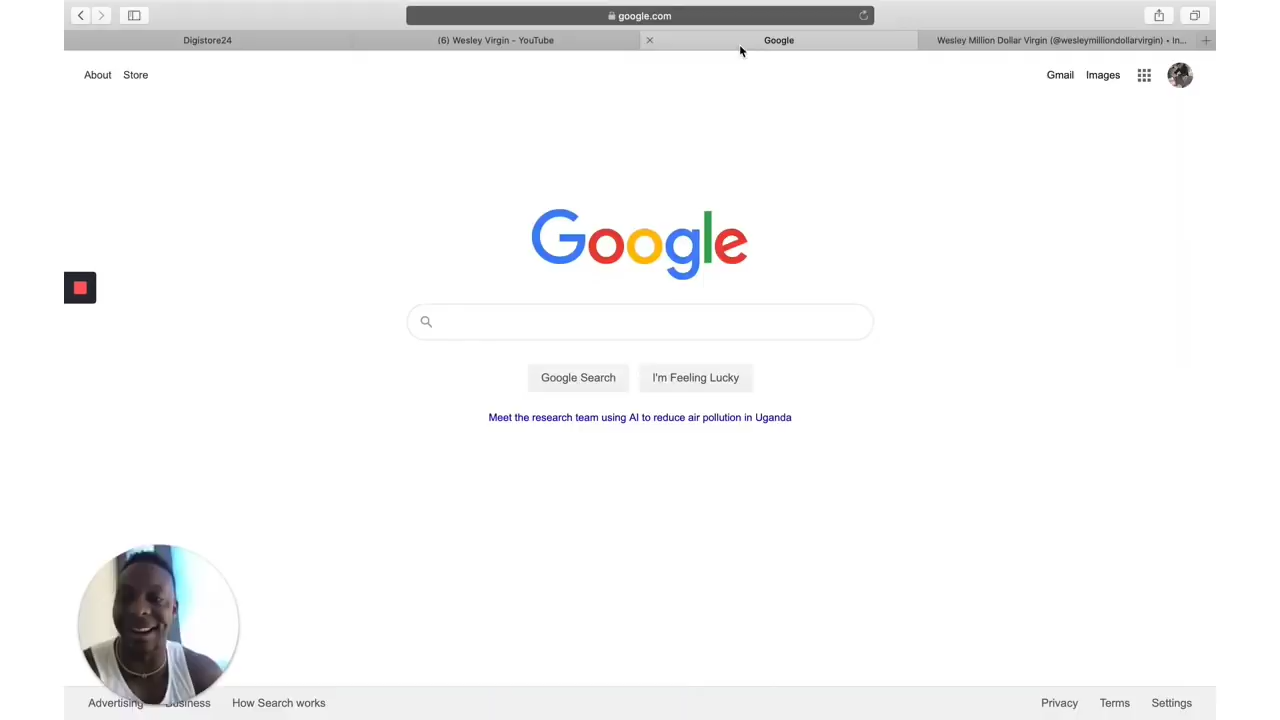 google.com
Digistore24
(6) Wesley Virgin - YouTube
Google
Wesley Million Dollar Virgin (@wesleymilliondollarvirgin) • In...
About
Store
Gmail
Images
Google
Google Search
I'm Feeling Lucky
Meet the research team using AI to reduce air pollution in Uganda
Advertising
Business
How Search works
Privacy
Terms
Settings